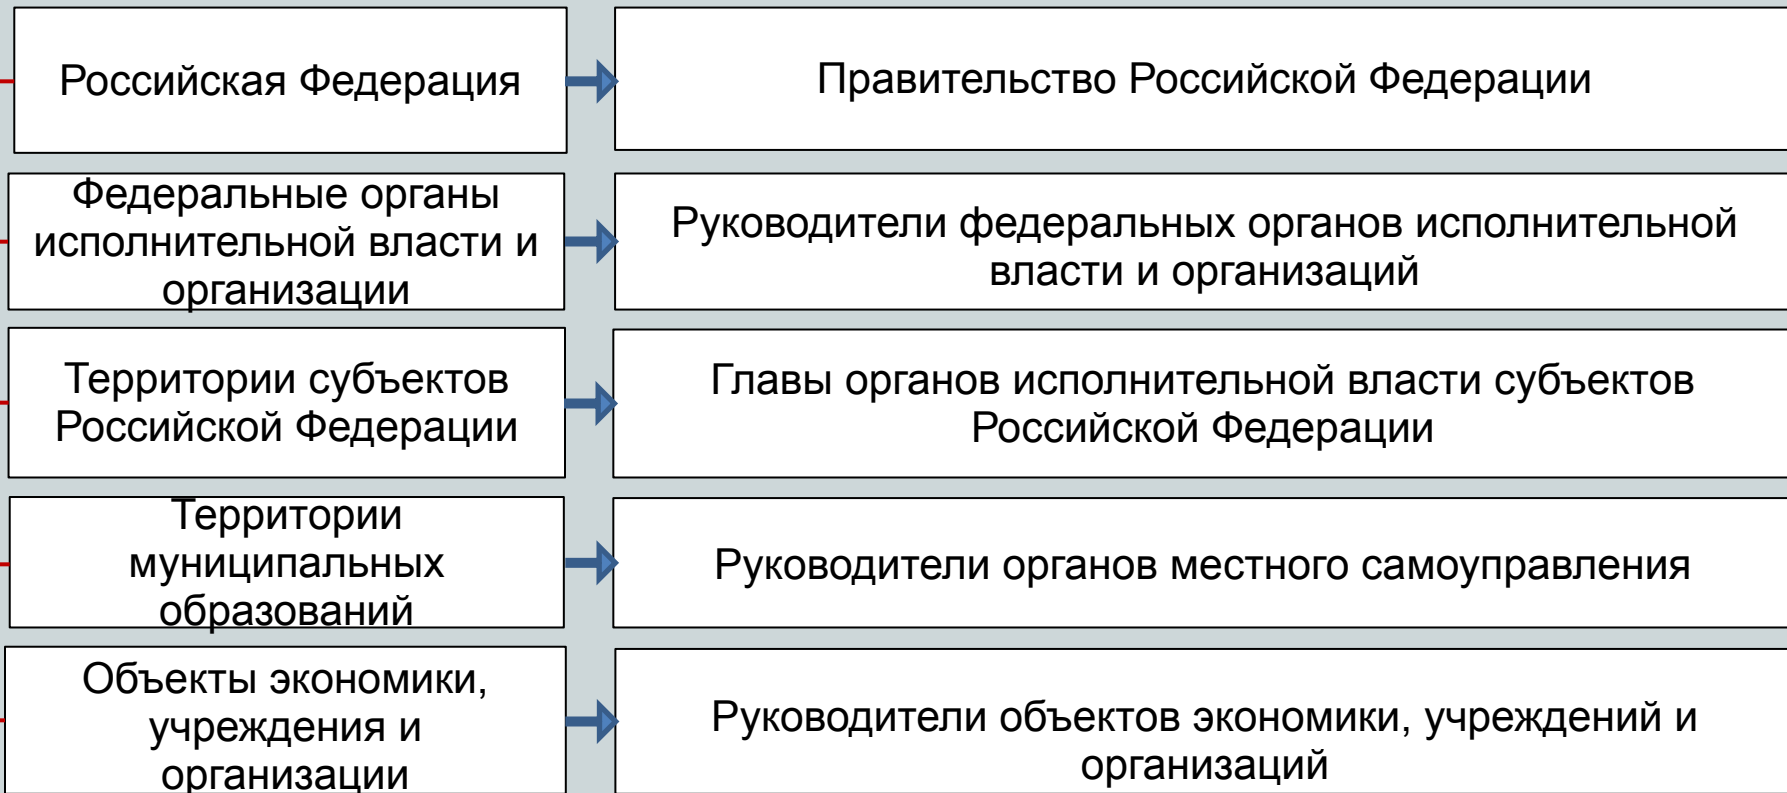 Российская Федерация
Правительство Российской Федерации
Федеральные органы
исполнительной власти и
организации
Руководители федеральных органов исполнительной
власти и организаций
Территории субъектов
Российской Федерации
Главы органов исполнительной власти субъектов
Российской Федерации
Территории
муниципальных
образований
Руководители органов местного самоуправления
Объекты экономики,
учреждения и
организации
Руководители объектов экономики, учреждений и
организаций